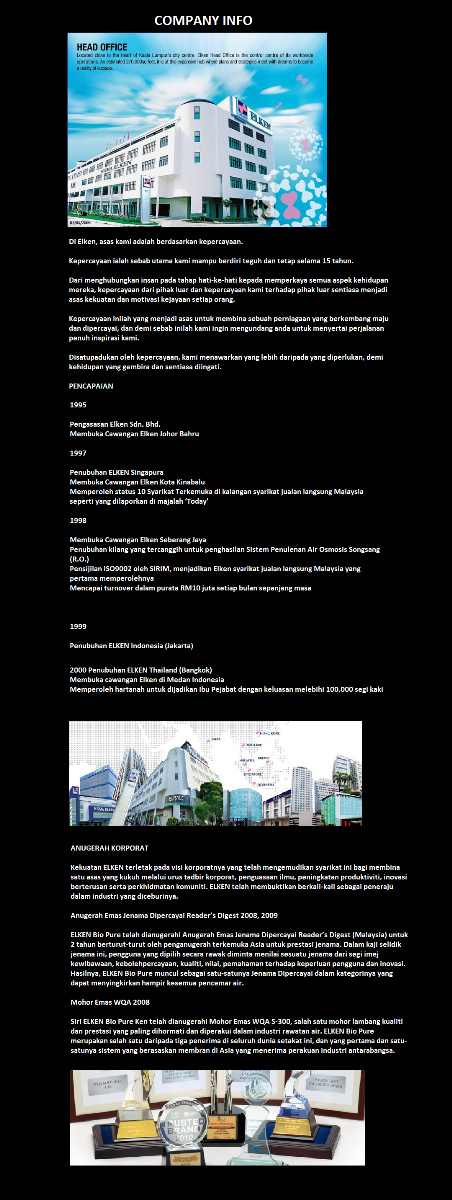 COMPANY INFO
HEAD OFFICE
Located close to the heart of Kuala Lumpur's city centre, Elken Head Office is the control centre of its worldwide
operations. An estimated 270,000sq feet, it is at this expansive hub where plans and strategies meet with dreams to become
a reality of success.
ELKEN
WISMA ELKEN
Di Elken, asas kami adalah berdasarkan kepercayaan.
Kepercayaan ialah sebab utama kami mampu berdiri teguh dan tetap selama 15 tahun.
Dari menghubungkan insan pada tahap hati-ke-hati kepada memperkaya semua aspek kehidupan
mereka, kepercayaan dari pihak luar dan kepercayaan kami terhadap pihak luar sentiasa menjadi
asas kekuatan dan motivasi kejayaan setiap orang.
Kepercayaan inilah yang menjadi asas untuk membina sebuah perniagaan yang berkembang maju
dan dipercayai, dan demi sebab inilah kami ingin mengundang anda untuk menyertai perjalanan
penuh inspirasi kami.
Disatupadukan oleh kepercayaan, kami menawarkan yang lebih daripada yang diperlukan, demi
kehidupan yang gembira dan sentiasa diingati.
PENCAPAIAN
1995
Pengasasan Elken Sdn. Bhd.
Membuka Cawangan Elken Johor Bahru
1997
Penubuhan ELKEN Singapura
Membuka Cawangan Elken Kota Kinabalu
Memperoleh status 10 Syarikat Terkemuka di kalangan syarikat jualan langsung Malaysia
seperti yang dilaporkan di majalah 'Today'
1998
Membuka Cawangan Elken Seberang Jaya
Penubuhan kilang yang tercanggih untuk penghasilan Sistem Penulenan Air Osmosis Songsang
(R.O.)
Pensijilan ISO9002 oleh SIRIM, menjadikan Elken syarikat jualan langsung Malaysia yang
pertama memperolehnya
Mencapai turnover dalam purata RM10 juta setiap bulan sepanjang masa
1999
Penubuhan ELKEN Indonesia (Jakarta)
2000 Penubuhan ELKEN Thailand (Bangkok)
Membuka cawangan Elken di Medan Indonesia
Memperoleh hartanah untuk dijadikan Ibu Pejabat dengan keluasan melebihi 100,000 segi kaki
HONG KONG
SINGAPORE
INDONESIA
ANUGERAH KORPORAT
Kekuatan ELKEN terletak pada visi korporatnya yang telah mengemudikan syarikat ini bagi membina
satu asas yang kukuh melalui urus tadbir korporat, penguasaan ilmu, peningkatan produktiviti, inovasi
berterusan serta perkhidmatan komuniti. ELKEN telah membuktikan berkali-kali sebagai peneraju
dalam industri yang diceburinya.
Anugerah Emas Jenama Dipercayai Reader's Digest 2008, 2009
ELKEN Bio Pure telah dianugerahi Anugerah Emas Jenama Dipercayai Reader's Digest (Malaysia) untuk
2 tahun berturut-turut oleh penganugerah terkemuka Asia untuk prestasi jenama. Dalam kaji selidik
jenama ini, pengguna yang dipilih secara rawak diminta menilai sesuatu jenama dari segi imej
kewibawaan, kebolehpercayaan, kualiti, nilai, pemahaman terhadap keperluan pengguna dan inovasi.
Hasilnya, ELKEN Bio Pure muncul sebagai satu-satunya Jenama Dipercayai dalam kategorinya yang
dapat menyingkirkan hampir kesemua pencemar air.
Mohor Emas WQA 2008
Siri ELKEN Bio Pure Ken telah dianugerahi Mohor Emas WQA S-300, salah satu mohor lambang kualiti
dan prestasi yang paling dihormati dan diperakui dalam industri rawatan air. ELKEN Bio Pure
merupakan salah satu daripada tiga penerima di seluruh dunia setakat ini, dan yang pertama dan satu-
satunya sistem yang berasaskan membran di Asia yang menerima perakuan industri antarabangsa.
TRUSTED
BRAND
2010